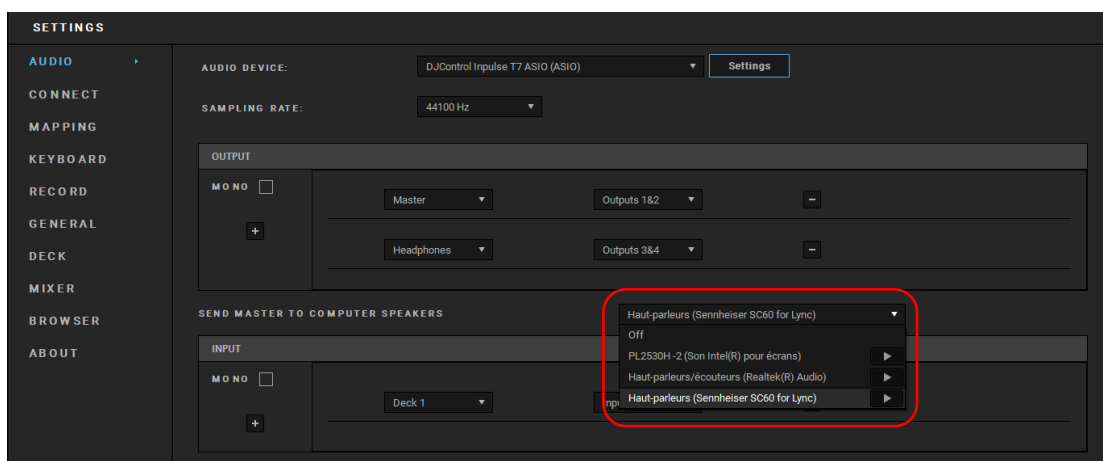 SETTINGS
AUDIO
CONNECT
MAPPING
KEYBOARD
RECORD
GENERAL
DECK
MIXER
BROWSER
ABOUT
AUDIO DEVICE: DJControl Inpulse T7 ASIO (ASIO) Settings
SAMPLING RATE: 44100 Hz
OUTPUT
MONO
Master Outputs 1&2
+
Headphones Outputs 3&4
SEND MASTER TO COMPUTER SPEAKERS Haut-parleurs (Sennheiser SC60 for Lync)
Off
PL2530H -2 (Son Intel(R) pour écrans)
Haut-parleurs/écouteurs (Realtek(R) Audio)
Haut-parleurs (Sennheiser SC60 for Lync)
INPUT
MONO
Deck 1
+